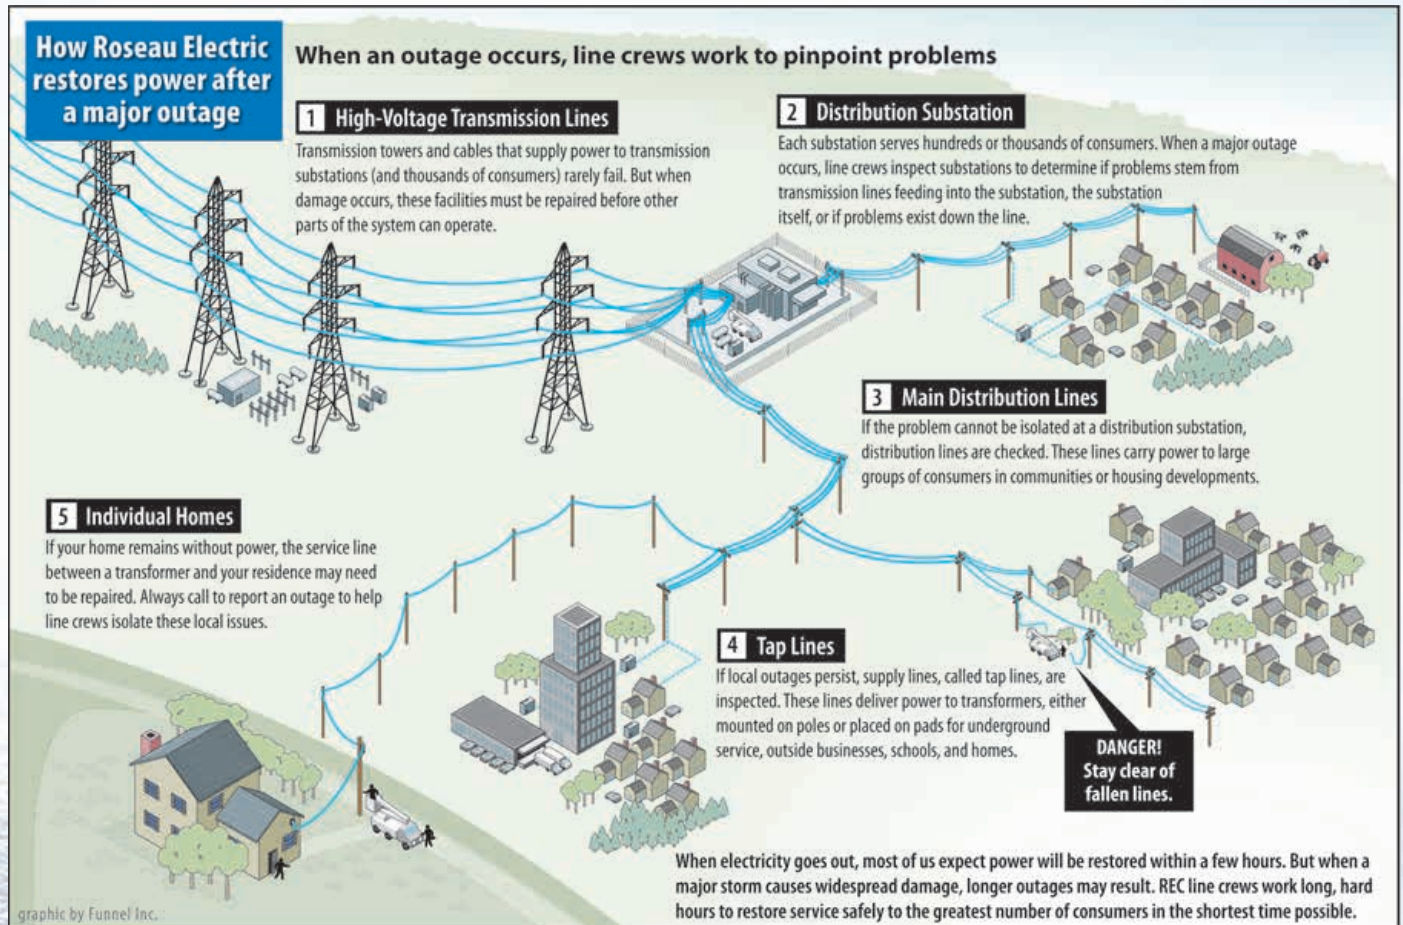 How Roseau Electric
restores power after
a major outage
When an outage occurs, line crews work to pinpoint problems
1 High-Voltage Transmission Lines
Transmission towers and cables that supply power to transmission
substations (and thousands of consumers) rarely fail. But when
damage occurs, these facilities must be repaired before other
parts of the system can operate.
2 Distribution Substation
Each substation serves hundreds or thousands of consumers. When a major outage
occurs, line crews inspect substations to determine if problems stem from
transmission lines feeding into the substation, the substation
itself, or if problems exist down the line.
3 Main Distribution Lines
If the problem cannot be isolated at a distribution substation,
distribution lines are checked. These lines carry power to large
groups of consumers in communities or housing developments.
5 Individual Homes
If your home remains without power, the service line
between a transformer and your residence may need
to be repaired. Always call to report an outage to help
line crews isolate these local issues.
4 Tap Lines
If local outages persist, supply lines, called tap lines, are
inspected. These lines deliver power to transformers, either
mounted on poles or placed on pads for underground
service, outside businesses, schools, and homes.
DANGER!
Stay clear of
fallen lines.
When electricity goes out, most of us expect power will be restored within a few hours. But when a
major storm causes widespread damage, longer outages may result. REC line crews work long, hard
hours to restore service safely to the greatest number of consumers in the shortest time possible.
graphic by Funnel Inc.